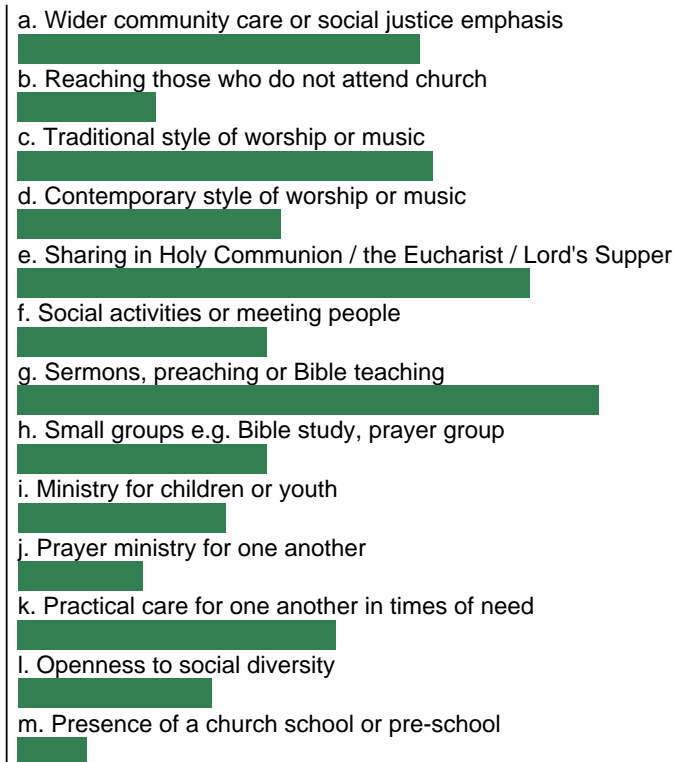 a. Wider community care or social justice emphasis
b. Reaching those who do not attend church
c. Traditional style of worship or music
d. Contemporary style of worship or music
e. Sharing in Holy Communion / the Eucharist / Lord's Supper
f. Social activities or meeting people
g. Sermons, preaching or Bible teaching
h. Small groups e.g. Bible study, prayer group
i. Ministry for children or youth
j. Prayer ministry for one another
k. Practical care for one another in times of need
l. Openness to social diversity
m. Presence of a church school or pre-school